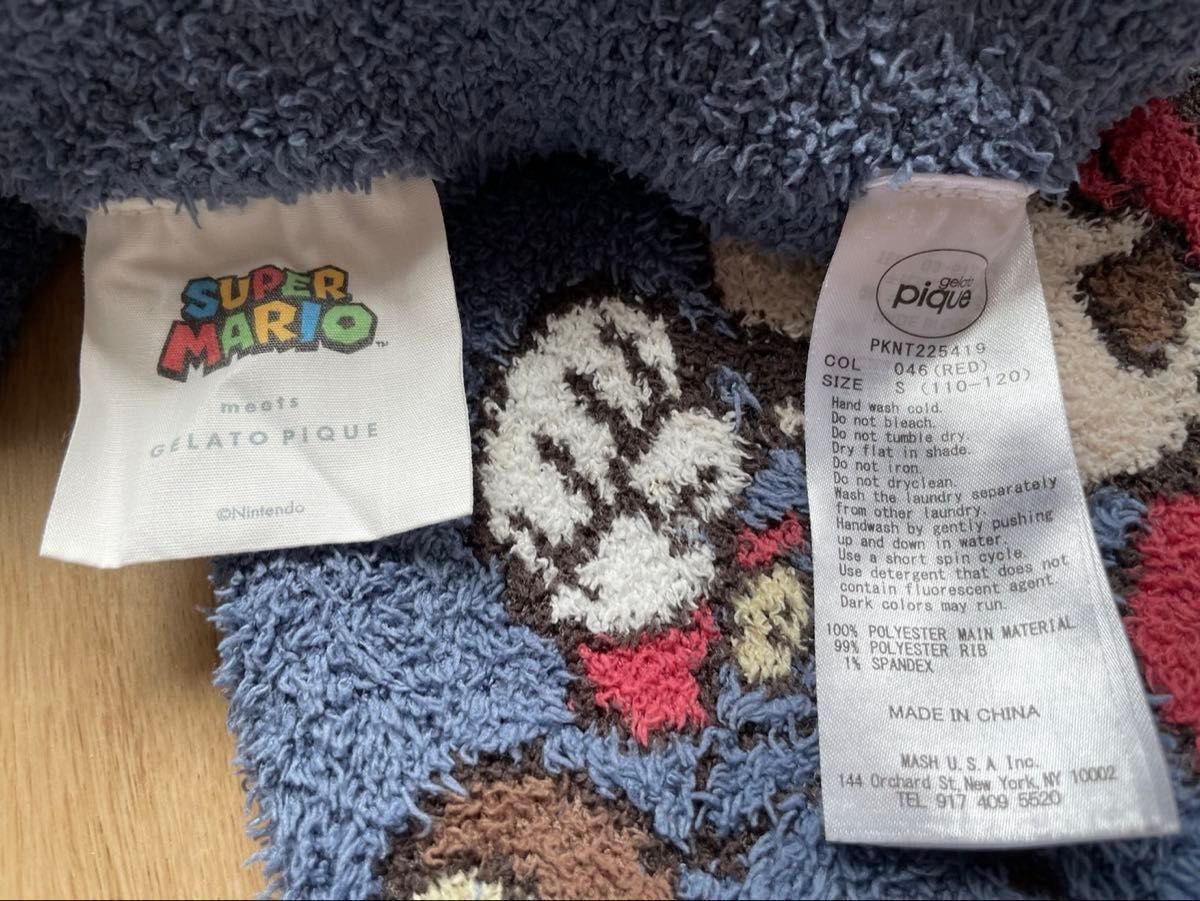 SUPER
MARIO™
meets
GELATO PIQUE
©Nintendo
gelato
pique
PKNT225419
COL 046 (RED)
SIZE S (110-120)
Hand wash cold.
Do not bleach.
Do not tumble dry.
Dry flat in shade.
Do not iron.
Do not dryclean.
Wash the laundry separately
from other laundry.
Handwash by gently pushing
up and down in water.
Use a short spin cycle.
Use detergent that does not
contain fluorescent agent.
Dark colors may run.
100% POLYESTER MAIN MATERIAL
99% POLYESTER RIB
1% SPANDEX
MADE IN CHINA
MASH U.S.A Inc.
144 Orchard St, New York, NY 10002
TEL 917 409 5520